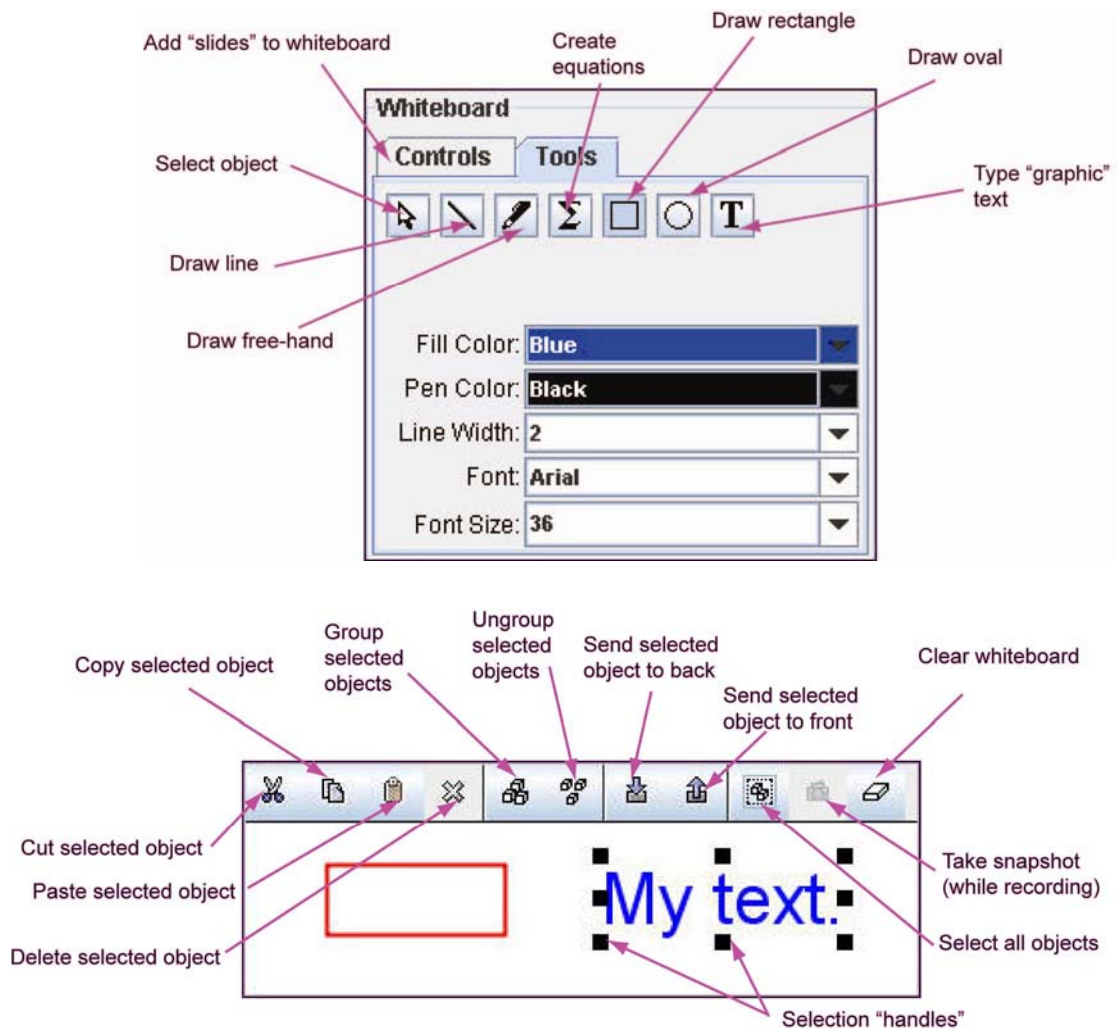 Draw rectangle
Add “slides” to whiteboard
Create
equations
Draw oval
Whiteboard
Controls
Tools
Select object
Type “graphic”
text
T
Draw line
Draw free-hand
Fill Color: Blue
Pen Color: Black
Line Width: 2
Font: Arial
Font Size: 36
Copy selected object
Group
selected
objects
Ungroup
selected
objects
Send selected
object to back
Send selected
object to front
Clear whiteboard
Cut selected object
Paste selected object
Delete selected object
My text.
Take snapshot
(while recording)
Select all objects
Selection “handles”